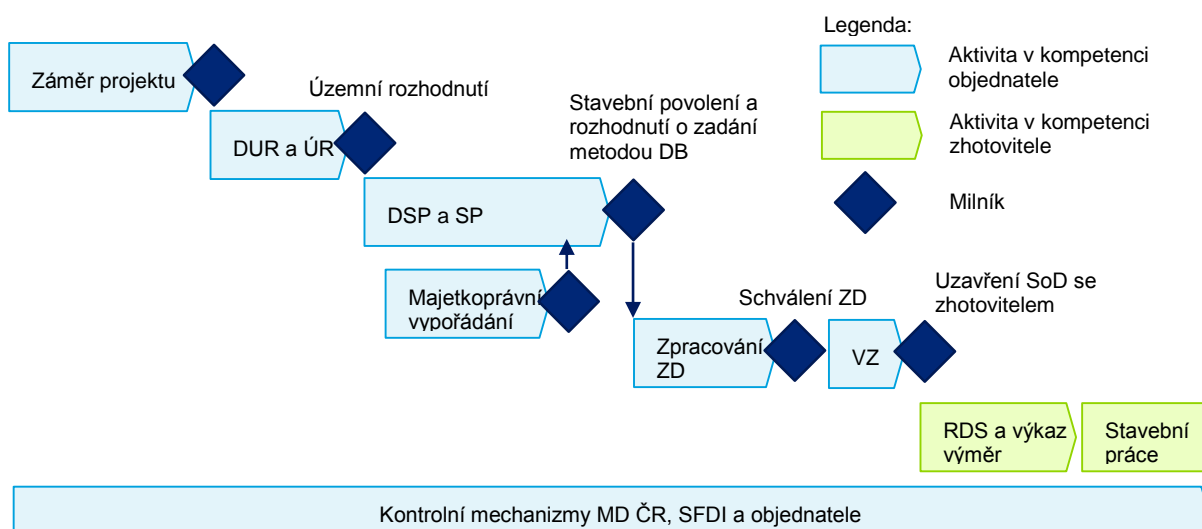 Legenda:
Záměr projektu
Aktivita v kompetenci
objednatele
Územní rozhodnutí
DUR a ÚR
Stavební povolení a
rozhodnutí o zadání
metodou DB
Aktivita v kompetenci
zhotovitele
DSP a SP
Milník
Majetkoprávní
vypořádání
Schválení ZD
Uzavření SoD se
zhotovitelem
Zpracování
ZD
VZ
RDS a výkaz
výměr
Stavební
práce
Kontrolní mechanizmy MD ČR, SFDI a objednatele